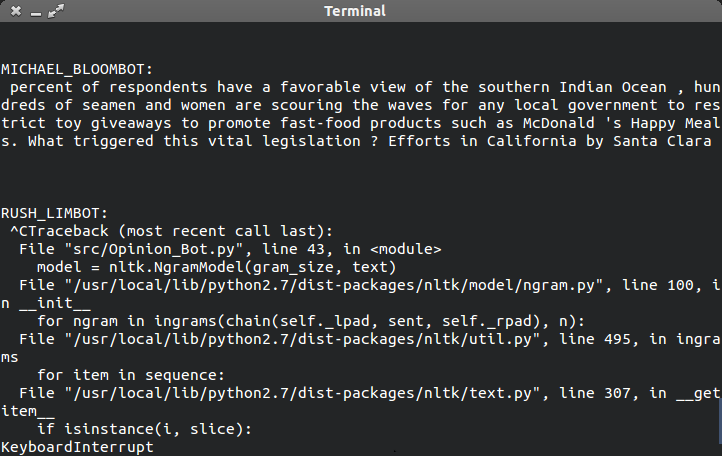 Terminal
MICHAEL_BLOOMBOT:
 percent of respondents have a favorable view of the southern Indian Ocean , hun
dreds of seamen and women are scouring the waves for any local government to res
trict toy giveaways to promote fast-food products such as McDonald 's Happy Meal
s. What triggered this vital legislation ? Efforts in California by Santa Clara
RUSH_LIMBOT:
 ^CTraceback (most recent call last):
  File "src/Opinion_Bot.py", line 43, in <module>
    model = nltk.NgramModel(gram_size, text)
  File "/usr/local/lib/python2.7/dist-packages/nltk/model/ngram.py", line 100, i
n __init__
    for ngram in ingrams(chain(self._lpad, sent, self._rpad), n):
  File "/usr/local/lib/python2.7/dist-packages/nltk/util.py", line 495, in ingra
ms
    for item in sequence:
  File "/usr/local/lib/python2.7/dist-packages/nltk/text.py", line 307, in __get
item__
    if isinstance(i, slice):
KeyboardInterrupt